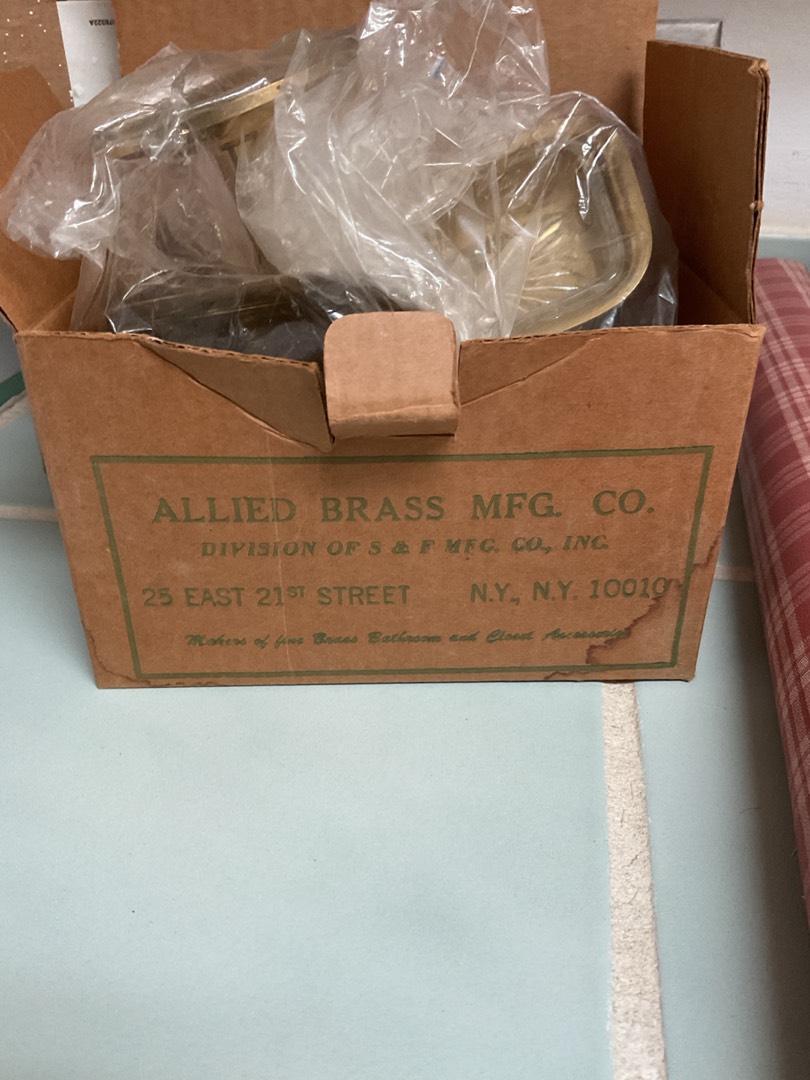 ALLIED BRASS MFG. CO.
DIVISION OF S & F MFG. CO., INC.
25 EAST 21ST STREET N.Y., N.Y. 10010
Makers of fine Brass Bathroom and Closet Accessories